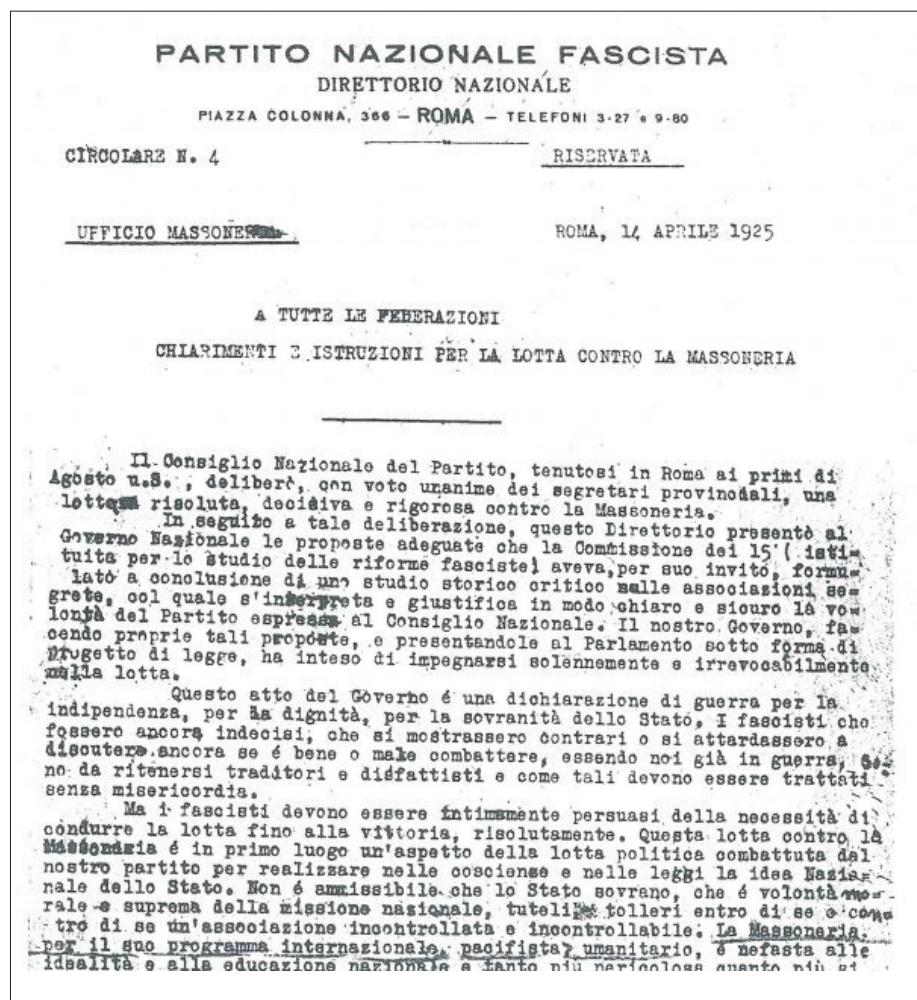 PARTITO NAZIONALE FASCISTA
DIRETTORIO NAZIONALE
PIAZZA COLONNA, 366 — ROMA — TELEFONI 3-27 e 9-80
CIRCOLARE N. 4 RISERVATA
UFFICIO MASSONERIA ROMA, 14 APRILE 1925
A TUTTE LE FEDERAZIONI
CHIARIMENTI E ISTRUZIONI PER LA LOTTA CONTRO LA MASSONERIA
Il Consiglio Nazionale del Partito, tenutosi in Roma ai primi di
Agosto u.S., deliberò, con voto unanime dei segretari provinciali, una
lotta risoluta, decisiva e rigorosa contro la Massoneria.
In seguito a tale deliberazione, questo Direttorio presentò al
Governo Nazionale le proposte adeguate che la Commissione dei 15 ( isti=
tuita per lo studio delle riforme fasciste) aveva, per suo invito, formu=
lato a conclusione di uno studio storico critico sulle associazioni se=
grete, col quale s'interpreta e giustifica in modo chiaro e sicuro la vo=
lontà del Partito espressa al Consiglio Nazionale. Il nostro Governo, fa=
cendo proprie tali proposte, e presentandole al Parlamento sotto forma di
Progetto di legge, ha inteso di impegnarsi solennemente e irrevocabilmente
nella lotta.
Questo atto del Governo é una dichiarazione di guerra per la
indipendenza, per la dignità, per la sovranità dello Stato. I fascisti che
fossero ancora indecisi, che si mostrassero contrari o si attardassero a
discutere ancora se é bene o male combattere, essendo noi già in guerra, so=
no da ritenersi traditori e disfattisti e come tali devono essere trattati
senza misericordia.
Ma i fascisti devono essere intimamente persuasi della necessità di
condurre la lotta fino alla vittoria, risolutamente. Questa lotta contro la
Massoneria é in primo luogo un'aspetto della lotta politica combattuta dal
nostro partito per realizzare nelle coscienze e nelle leggi la idea Nazio=
nale dello Stato. Non é ammissibile che lo Stato sovrano, che é volontà mo=
rale e suprema della missione nazionale, tuteli e tolleri entro di se o con=
tro di se un'associazione incontrollata e incontrollabile. La Massoneria,
per il suo programma internazionale, pacifista, umanitario, é nefasta alle
idealità e alla educazione nazionale e tanto più pericolosa quanto più si